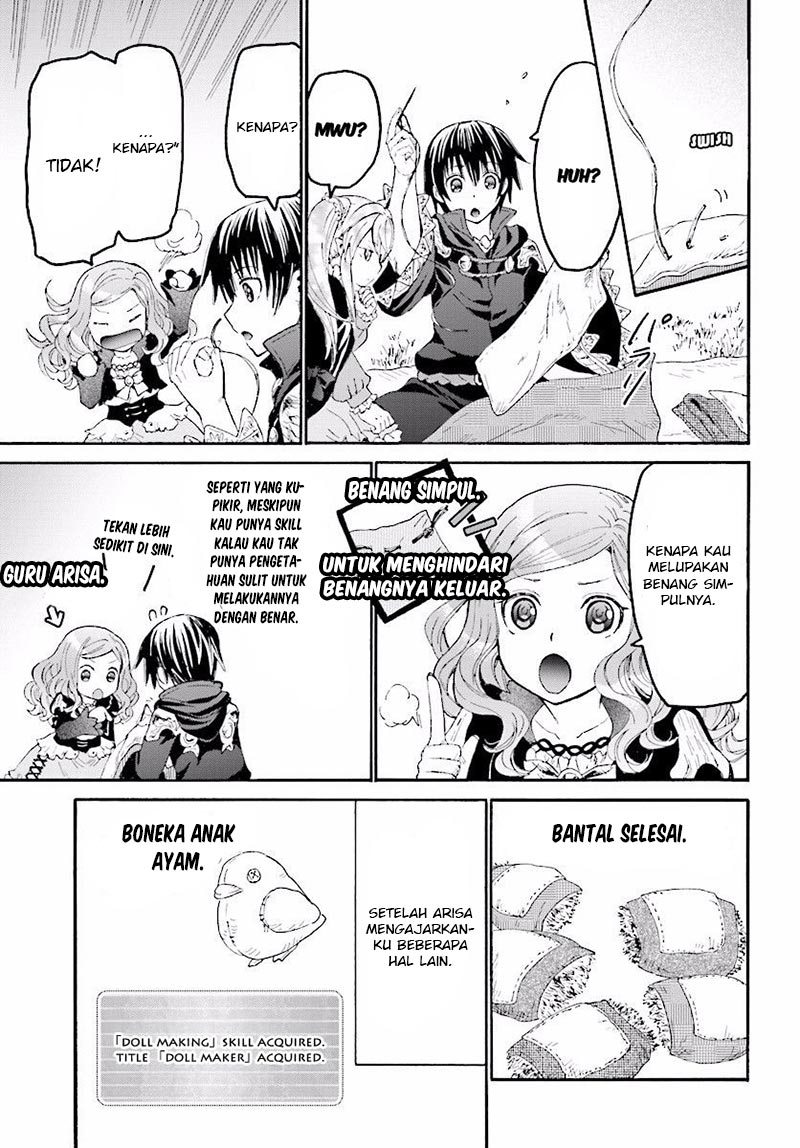 SWISH
HUH?
MWU?
KENAPA?
...
KENAPA?"
TIDAK!
KENAPA KAU
MELUPAKAN
BENANG SIM-
PULNYA.
BENANG SIMPUL.
UNTUK MENGHINDARI
BENANGNYA KELUAR.
SEPERTI YANG KU-
PIKIR, MESKIPUN
KAU PUNYA SKILL
KALAU KAU TAK
PUNYA PENGETA-
HUAN SULIT UNTUK
MELAKUKANNYA
DENGAN BENAR.
TEKAN LEBIH
SEDIKIT DI SINI.
GURU ARISA.
BANTAL SELESAI.
SETELAH ARISA
MENGAJARKAN-
KU BEBERAPA
HAL LAIN.
BONEKA ANAK
AYAM.
「DOLL MAKING」 SKILL ACQUIRED.
TITLE 「DOLL MAKER」 ACQUIRED.